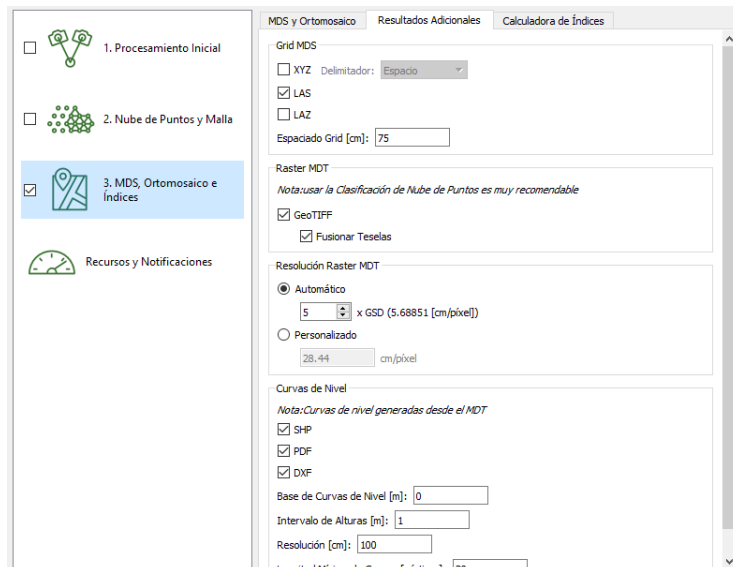 MDS y Ortomosaico Resultados Adicionales Calculadora de Índices
1. Procesamiento Inicial
2. Nube de Puntos y Malla
3. MDS, Ortomosaico e
Índices
Recursos y Notificaciones
Grid MDS
XYZ Delimitador: Espacio
LAS
LAZ
Espaciado Grid [cm]: 75
Raster MDT
Nota:usar la Clasificación de Nube de Puntos es muy recomendable
GeoTIFF
Fusionar Teselas
Resolución Raster MDT
Automático
5 x GSD (5.68851 [cm/píxel])
Personalizado
28.44 cm/píxel
Curvas de Nivel
Nota:Curvas de nivel generadas desde el MDT
SHP
PDF
DXF
Base de Curvas de Nivel [m]: 0
Intervalo de Alturas [m]: 1
Resolución [cm]: 100